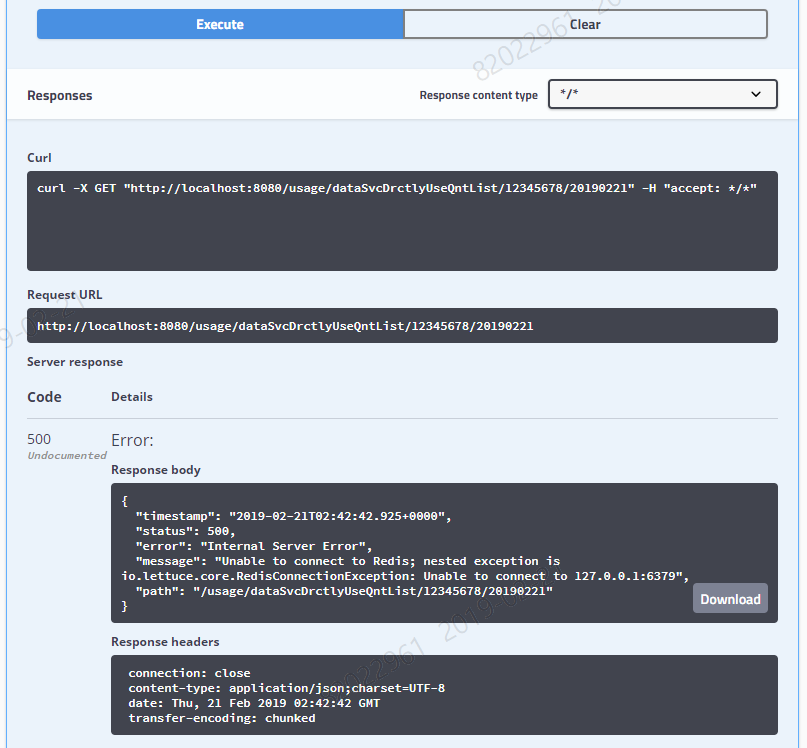 Execute
Clear
Responses
Response content type
*/*
Curl
curl -X GET "http://localhost:8080/usage/dataSvcDrctlyUseQntList/12345678/20190221" -H "accept: */*"
Request URL
http://localhost:8080/usage/dataSvcDrctlyUseQntList/12345678/20190221
Server response
Code
Details
500
Undocumented
Error:
Response body
{
"timestamp": "2019-02-21T02:42:42.925+0000",
"status": 500,
"error": "Internal Server Error",
"message": "Unable to connect to Redis; nested exception is
io.lettuce.core.RedisConnectionException: Unable to connect to 127.0.0.1:6379",
"path": "/usage/dataSvcDrctlyUseQntList/12345678/20190221"
}
Download
Response headers
connection: close
content-type: application/json;charset=UTF-8
date: Thu, 21 Feb 2019 02:42:42 GMT
transfer-encoding: chunked
82022961